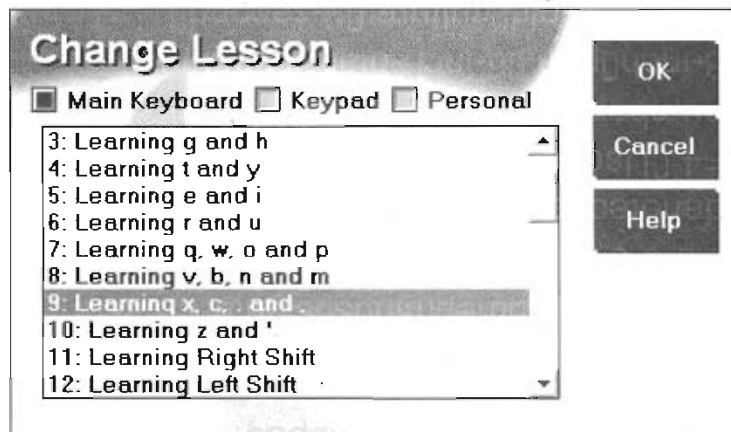 Change Lesson
Main Keyboard Keypad Personal
3: Learning g and h
4: Learning t and y
5: Learning e and i
6: Learning r and u
7: Learning q, w, o and p
8: Learning v, b, n and m
9: Learning x, c, . and ,
10: Learning z and '
11: Learning Right Shift
12: Learning Left Shift
OK
Cancel
Help